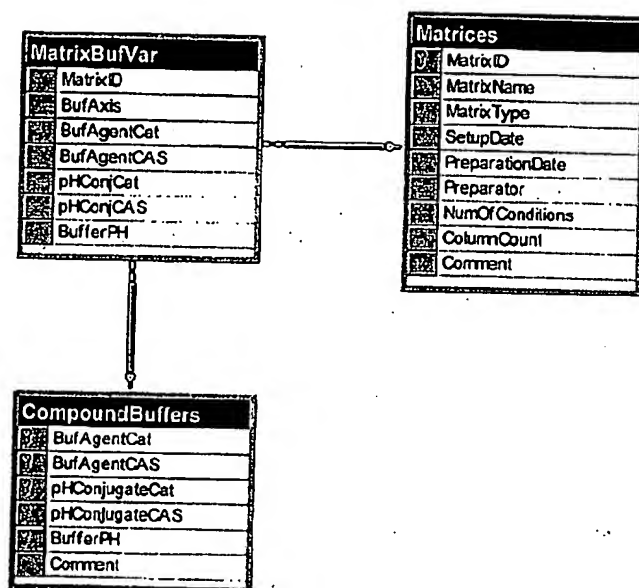 MatrixBufVar
MatrixID
BufAxis
BufAgentCat
BufAgentCAS
pHConjCat
pHConjCAS
BufferPH
Matrices
MatrixID
MatrixName
MatrixType
SetupDate
PreparationDate
Preparator
NumOfConditions
ColumnCount
Comment
CompoundBuffers
BufAgentCat
BufAgentCAS
pHConjugateCat
pHConjugateCAS
BufferPH
Comment